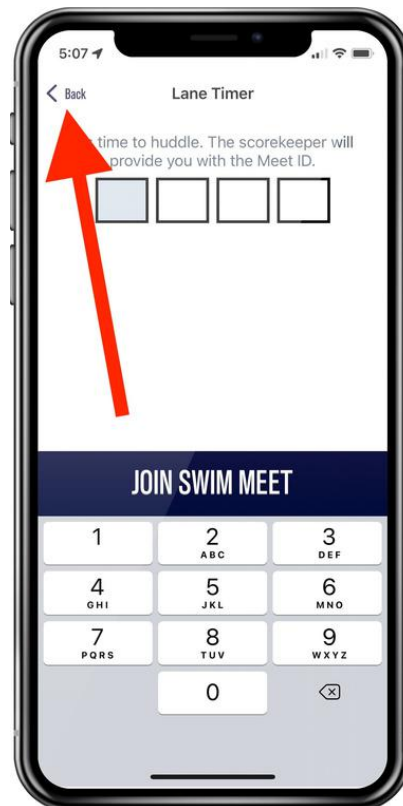 5:07
Back
Lane Timer
time to huddle. The scorekeeper will
provide you with the Meet ID.
JOIN SWIM MEET
1
2
ABC
3
DEF
4
GHI
5
JKL
6
MNO
7
PQRS
8
TUV
9
WXYZ
0